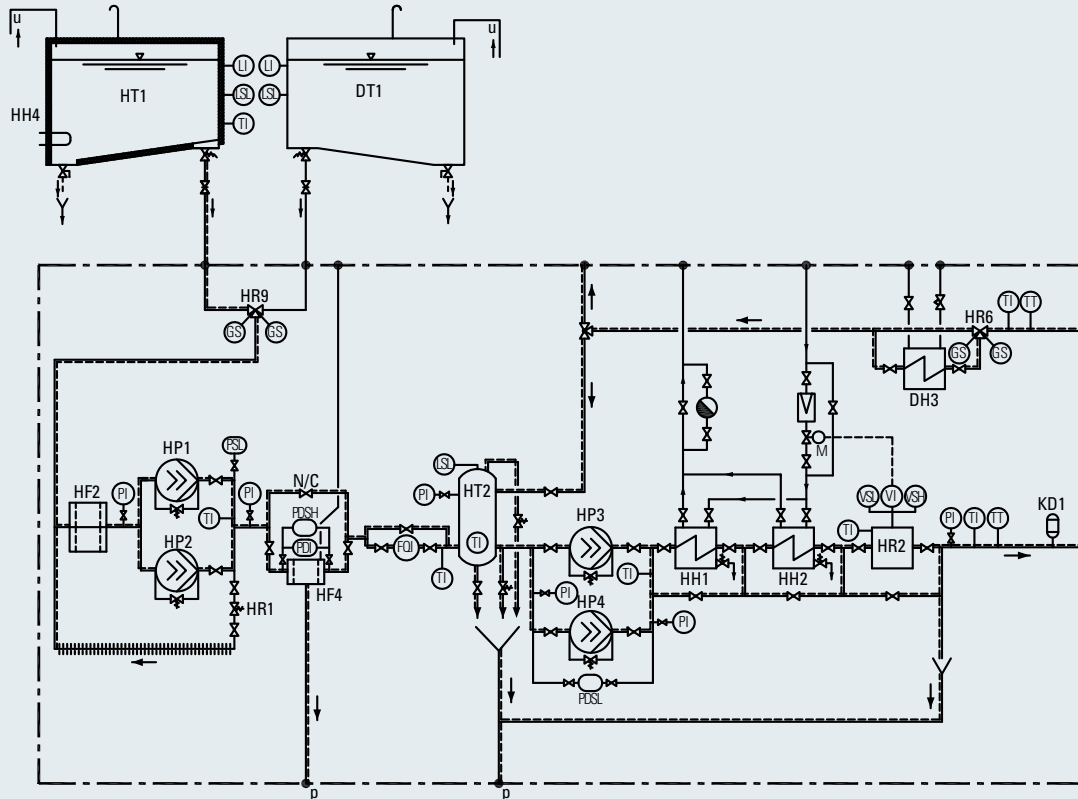 u
u
LI
LI
HT1
DT1
LSL
LSL
HH4
TI
HR9
GS
GS
HR6
TI
TT
GS
GS
DH3
HP1
PSL
N/C
M
LSL
HT2
VSL
VI
VSH
HF2
PI
PI
TI
PDSH
PDI
PI
HP3
KD1
PI
TI
TT
HP2
FQI
TI
TI
HR2
HF4
TI
TI
HH1
HH2
PI
HR1
HP4
PI
PDSL
p
p